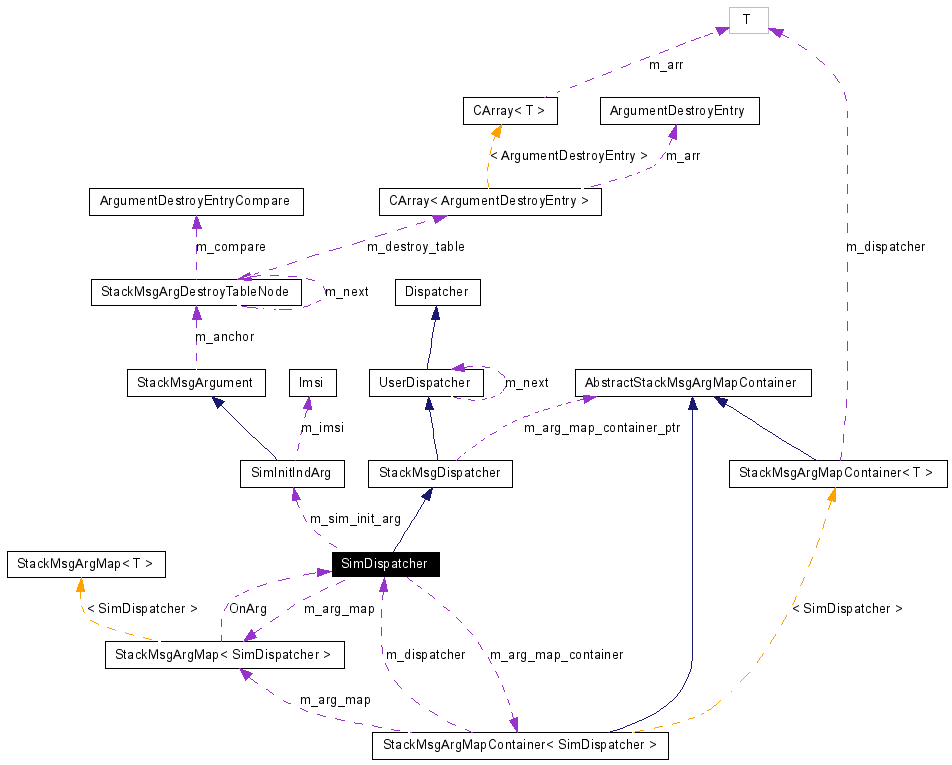 T
m_arr
CArray< T >
ArgumentDestroyEntry
< ArgumentDestroyEntry >
m_arr
ArgumentDestroyEntryCompare
CArray< ArgumentDestroyEntry >
m_compare
m_destroy_table
m_dispatcher
StackMsgArgDestroyTableNode
m_next
Dispatcher
m_anchor
StackMsgArgument
Imsi
UserDispatcher
m_next
AbstractStackMsgArgMapContainer
m_imsi
m_arg_map_container_ptr
SimInitIndArg
StackMsgDispatcher
StackMsgArgMapContainer< T >
m_sim_init_arg
StackMsgArgMap< T >
SimDispatcher
< SimDispatcher >
OnArg
m_arg_map
< SimDispatcher >
StackMsgArgMap< SimDispatcher >
m_dispatcher
m_arg_map_container
m_arg_map
StackMsgArgMapContainer< SimDispatcher >